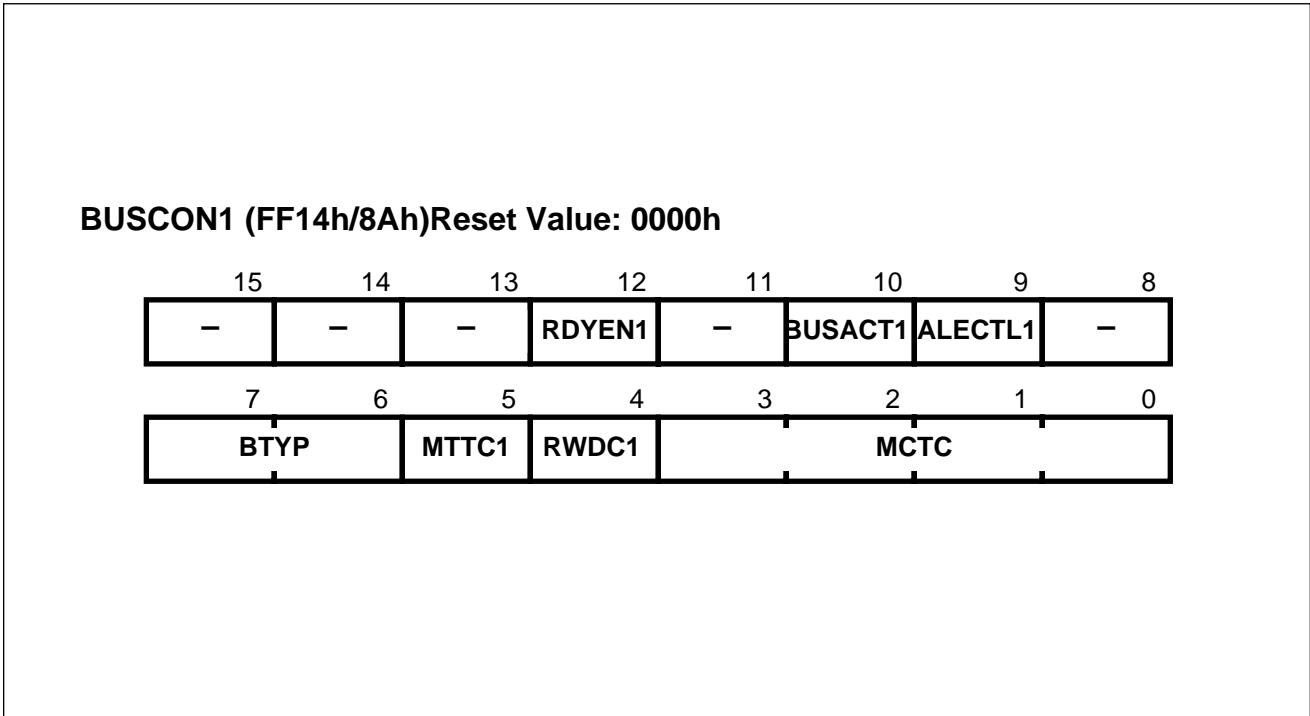 BUSCON1 (FF14h/8Ah)Reset Value: 0000h
15 14 13 12 11 10 9 8
– – – RDYEN1 – BUSACT1 ALECTL1 –
7 6 5 4 3 2 1 0
BTYP MTTC1 RWDC1 MCTC